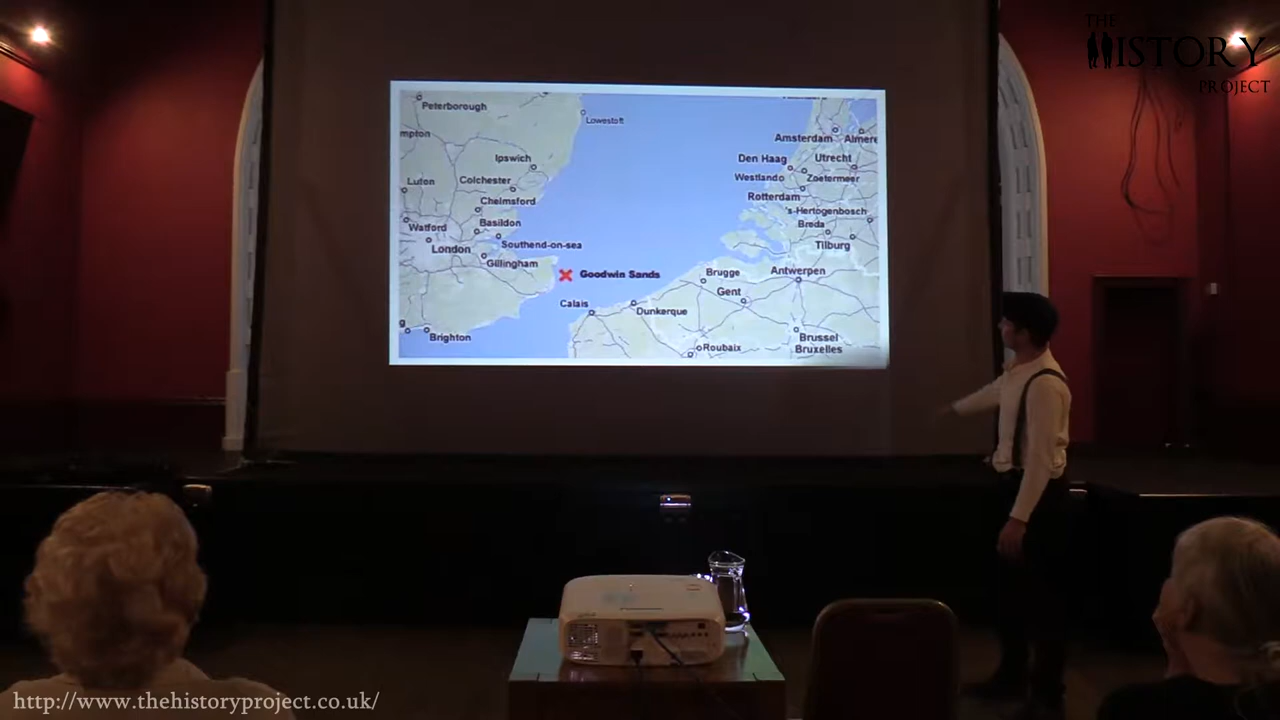 THE
HISTORY
PROJECT
Peterborough
Lowestoft
mpton
Amsterdam
Almere
Ipswich
Den Haag
Utrecht
Luton
Colchester
Westlando
Zoetermeer
Chelmsford
Rotterdam
's-Hertogenbosch
Watford
Basildon
Breda
London
Southend-on-sea
Tilburg
Gillingham
Goodwin Sands
Brugge
Antwerpen
Gent
Calais
Dunkerque
g
Brighton
Roubaix
Brussel
Bruxelles
http://www.thehistoryproject.co.uk/